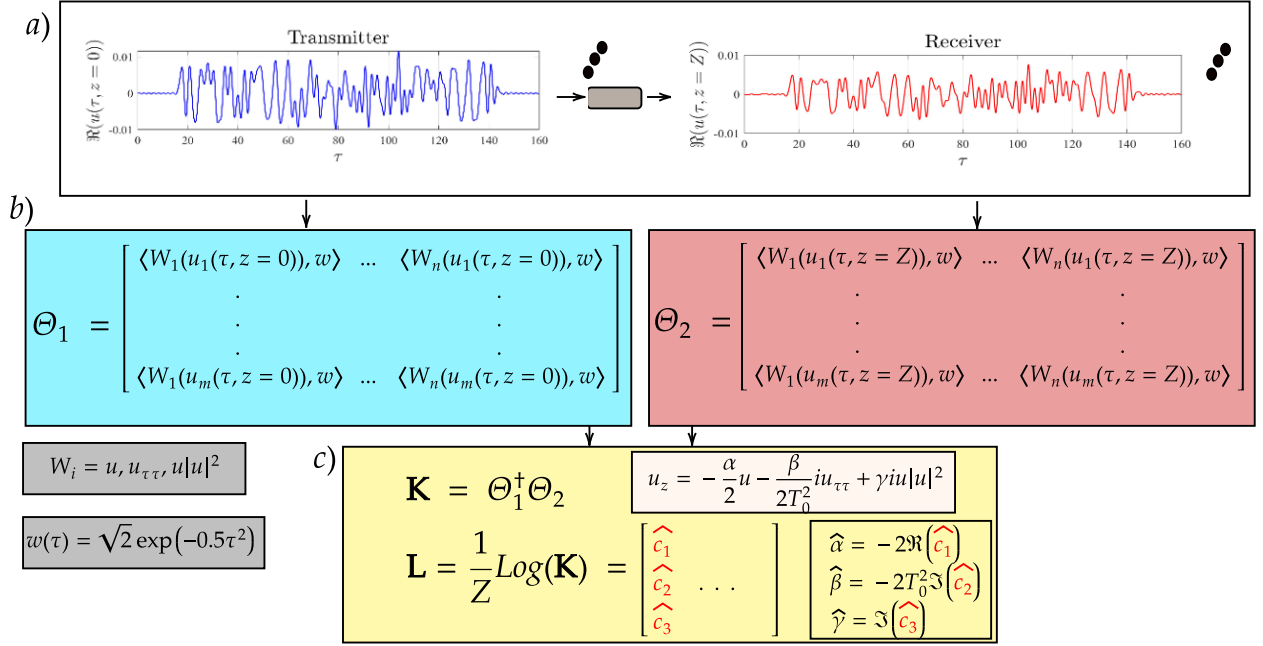 a)
Transmitter
ℜ(u(τ, z = 0))
0.01
0
-0.01
0 20 40 60 80 100 120 140 160
τ
Receiver
ℜ(u(τ, z = Z))
0.01
0
-0.01
0 20 40 60 80 100 120 140 160
τ
b)
Θ₁ =
⟨W₁(u₁(τ, z = 0)), w⟩ ... ⟨Wₙ(u₁(τ, z = 0)), w⟩
. .
. .
. .
⟨W₁(uₘ(τ, z = 0)), w⟩ ... ⟨Wₙ(uₘ(τ, z = 0)), w⟩
Θ₂ =
⟨W₁(u₁(τ, z = Z)), w⟩ ... ⟨Wₙ(u₁(τ, z = Z)), w⟩
. .
. .
. .
⟨W₁(uₘ(τ, z = Z)), w⟩ ... ⟨Wₙ(uₘ(τ, z = Z)), w⟩
Wᵢ = u, u_ττ, u|u|²
w(τ) = √2 exp(−0.5τ²)
c)
K = Θ₁†Θ₂
u_z = − α/2 u − β/2T₀² iu_ττ + γiu|u|²
L = 1/Z Log(K) =
ĉ₁
ĉ₂ . . .
ĉ₃
α̂ = −2ℜ(ĉ₁)
β̂ = −2T₀²ℑ(ĉ₂)
γ̂ = ℑ(ĉ₃)